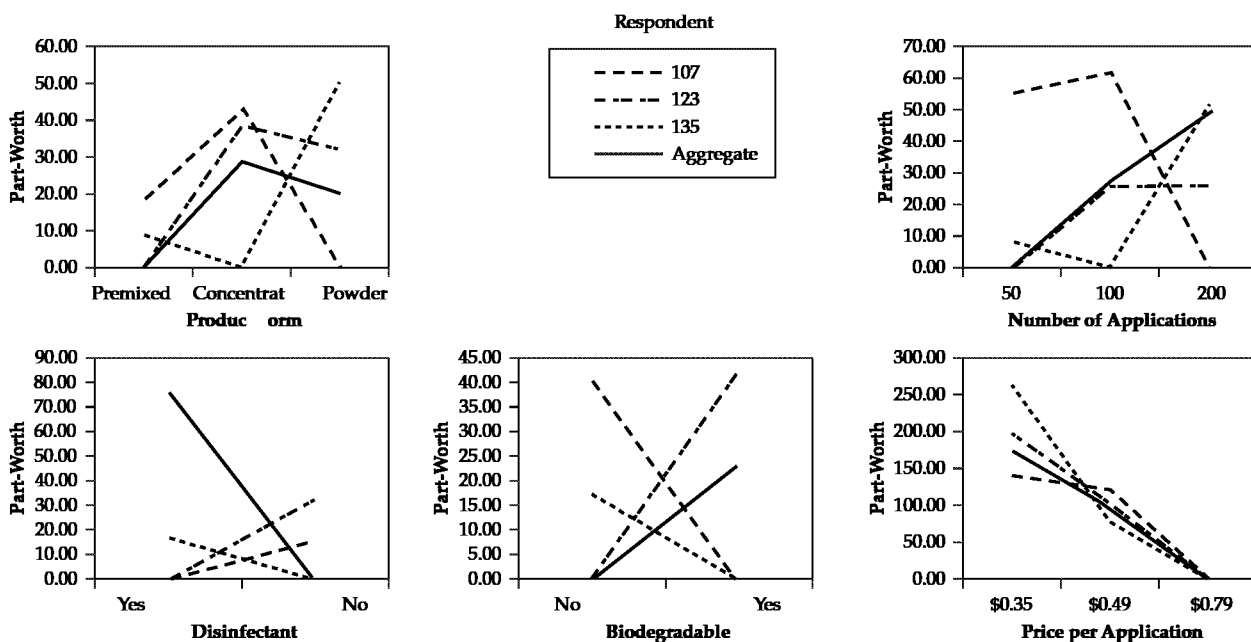 Respondent
107
123
135
Aggregate
60.00
50.00
40.00
30.00
20.00
10.00
0.00
Part-Worth
Premixed Concentrat Powder
Produc orm
70.00
60.00
50.00
40.00
30.00
20.00
10.00
0.00
Part-Worth
50 100 200
Number of Applications
90.00
80.00
70.00
60.00
50.00
40.00
30.00
20.00
10.00
0.00
Part-Worth
Yes No
Disinfectant
45.00
40.00
35.00
30.00
25.00
20.00
15.00
10.00
5.00
0.00
Part-Worth
No Yes
Biodegradable
300.00
250.00
200.00
150.00
100.00
50.00
0.00
Part-Worth
$0.35 $0.49 $0.79
Price per Application